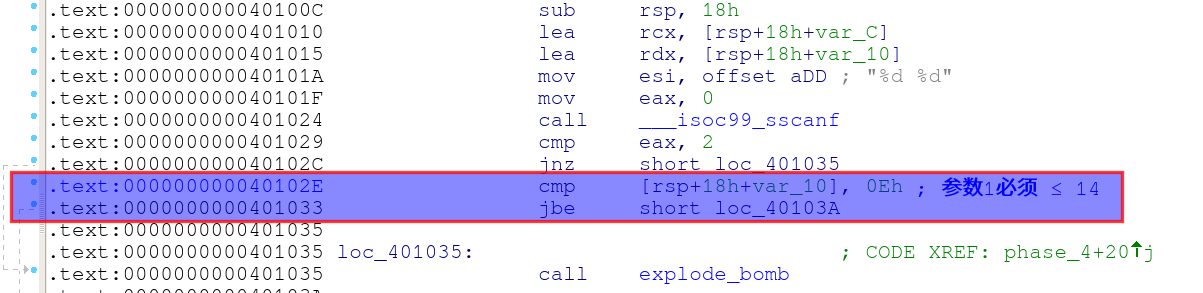 .text:000000000040100C sub rsp, 18h
.text:0000000000401010 lea rcx, [rsp+18h+var_C]
.text:0000000000401015 lea rdx, [rsp+18h+var_10]
.text:000000000040101A mov esi, offset aDD ; "%d %d"
.text:000000000040101F mov eax, 0
.text:0000000000401024 call ___isoc99_sscanf
.text:0000000000401029 cmp eax, 2
.text:000000000040102C jnz short loc_401035
.text:000000000040102E cmp [rsp+18h+var_10], 0Eh ; 参数1必须 ≤ 14
.text:0000000000401033 jbe short loc_40103A
.text:0000000000401035
.text:0000000000401035 loc_401035: ; CODE XREF: phase_4+20↑j
.text:0000000000401035 call explode_bomb